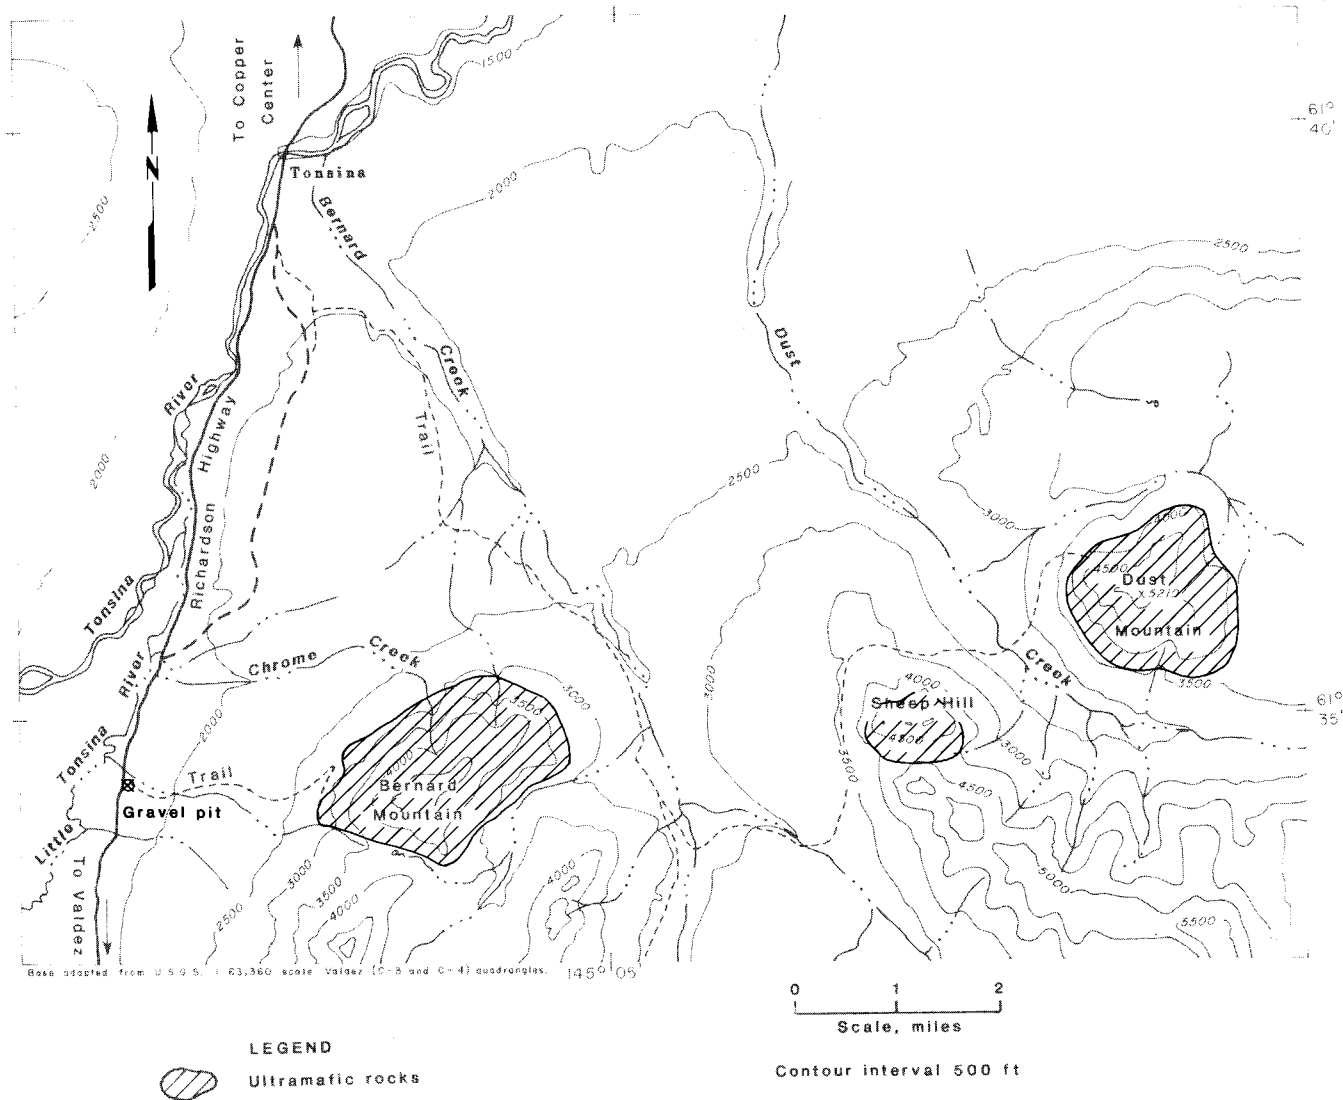 To Copper
Center
1500
61°
40'
N
Tonsina
2500
2000
Bernard
2500
Dust
Creek
River
Highway
Trail
2000
2500
3000
4000
4500
Richardson
Dust
x5210
Mountain
Tonsina
Chrome
Creek
River
3000
3500
3000
Creek
3500
4000
Sheep Hill
61°
35'
2000
4500
3000
Tonsina
Trail
4000
3500
Bernard
4500
Gravel pit
Mountain
Little
To Valdez
3000
3500
4000
4000
5000
2500
5500
Base adapted from U.S.G.S. 1:63,360 scale Valdez (C-3 and C-4) quadrangles.
145° 05'
0 1 2
Scale, miles
LEGEND
Ultramafic rocks
Contour interval 500 ft